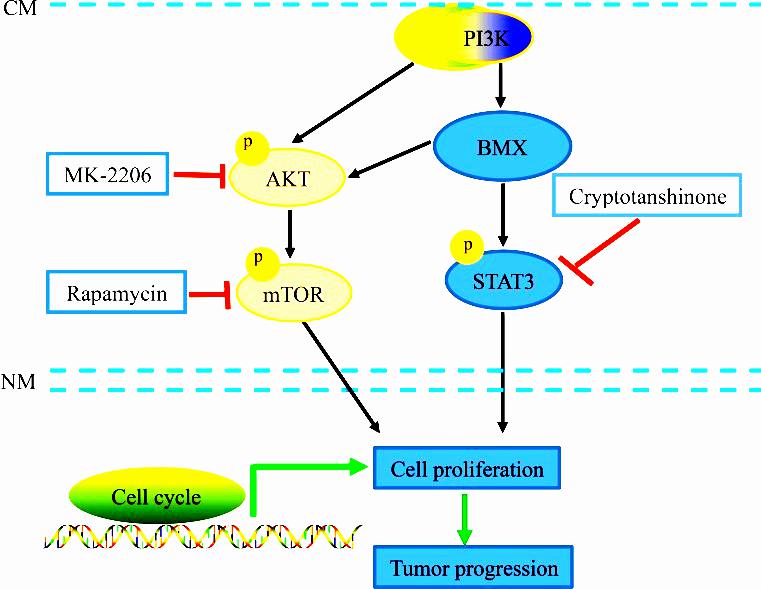 CM
PI3K
BMX
p
AKT
MK-2206
Cryptotanshinone
p
STAT3
p
mTOR
Rapamycin
NM
Cell proliferation
Cell cycle
Tumor progression